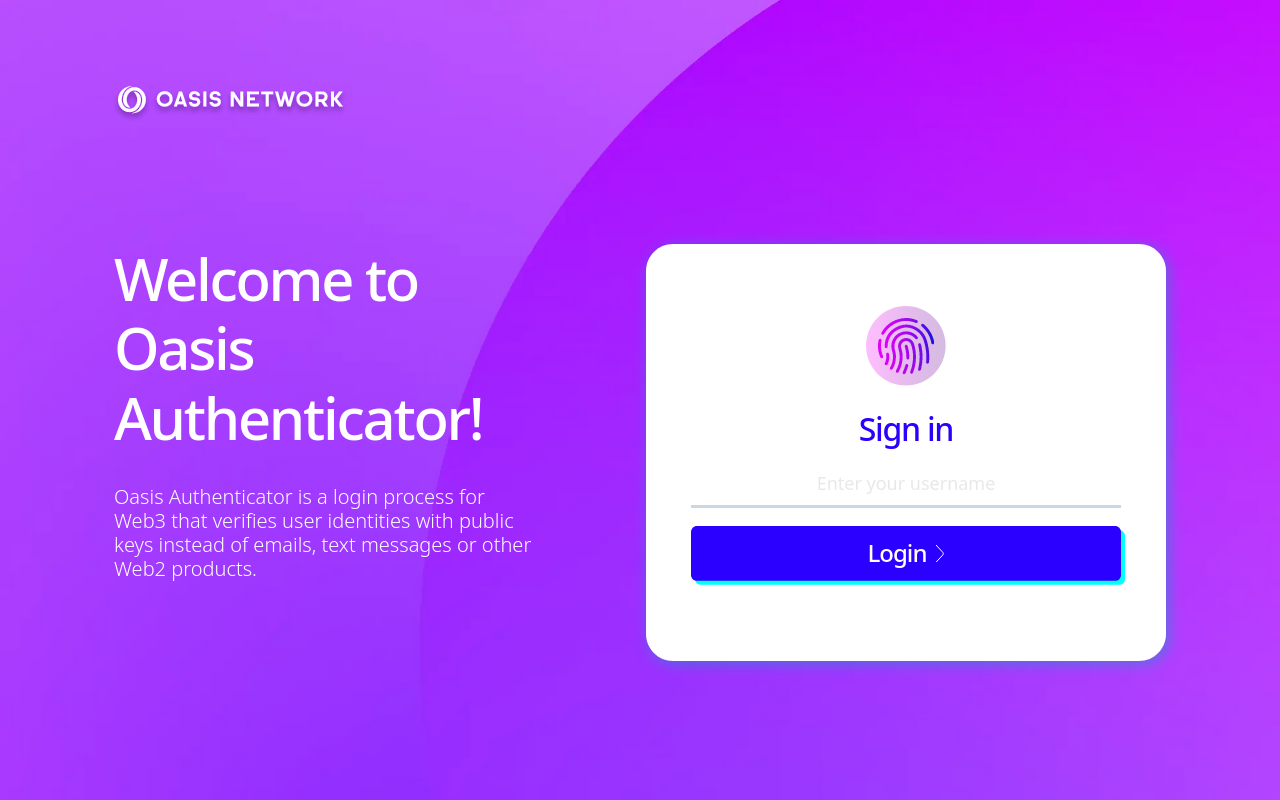 OASIS NETWORK
Welcome to
Oasis
Authenticator!
Oasis Authenticator is a login process for
Web3 that verifies user identities with public
keys instead of emails, text messages or other
Web2 products.
Sign in
Enter your username
Login